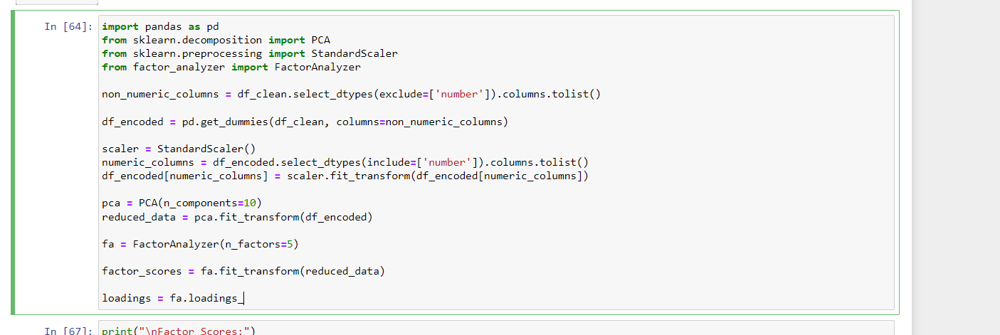 In [64]: import pandas as pd
from sklearn.decomposition import PCA
from sklearn.preprocessing import StandardScaler
from factor_analyzer import FactorAnalyzer
non_numeric_columns = df_clean.select_dtypes(exclude=['number']).columns.tolist()
df_encoded = pd.get_dummies(df_clean, columns=non_numeric_columns)
scaler = StandardScaler()
numeric_columns = df_encoded.select_dtypes(include=['number']).columns.tolist()
df_encoded[numeric_columns] = scaler.fit_transform(df_encoded[numeric_columns])
pca = PCA(n_components=10)
reduced_data = pca.fit_transform(df_encoded)
fa = FactorAnalyzer(n_factors=5)
factor_scores = fa.fit_transform(reduced_data)
loadings = fa.loadings_
In [67]: print("\nFactor Scores:")